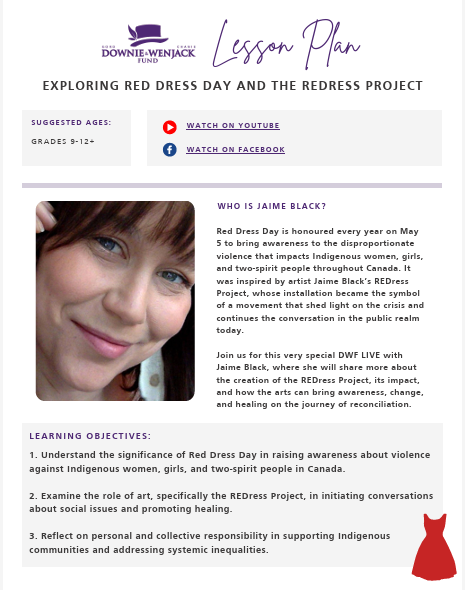 GORD CHANIE
DOWNIE & WENJACK
FUND
Lesson Plan
EXPLORING RED DRESS DAY AND THE REDRESS PROJECT
SUGGESTED AGES:
GRADES 9-12+
WATCH ON YOUTUBE
WATCH ON FACEBOOK
WHO IS JAIME BLACK?
Red Dress Day is honoured every year on May
5 to bring awareness to the disproportionate
violence that impacts Indigenous women, girls,
and two-spirit people throughout Canada. It
was inspired by artist Jaime Black's REDress
Project, whose installation became the symbol
of a movement that shed light on the crisis and
continues the conversation in the public realm
today.
Join us for this very special DWF LIVE with
Jaime Black, where she will share more about
the creation of the REDress Project, its impact,
and how the arts can bring awareness, change,
and healing on the journey of reconciliation.
LEARNING OBJECTIVES:
1. Understand the significance of Red Dress Day in raising awareness about violence
against Indigenous women, girls, and two-spirit people in Canada.
2. Examine the role of art, specifically the REDress Project, in initiating conversations
about social issues and promoting healing.
3. Reflect on personal and collective responsibility in supporting Indigenous
communities and addressing systemic inequalities.